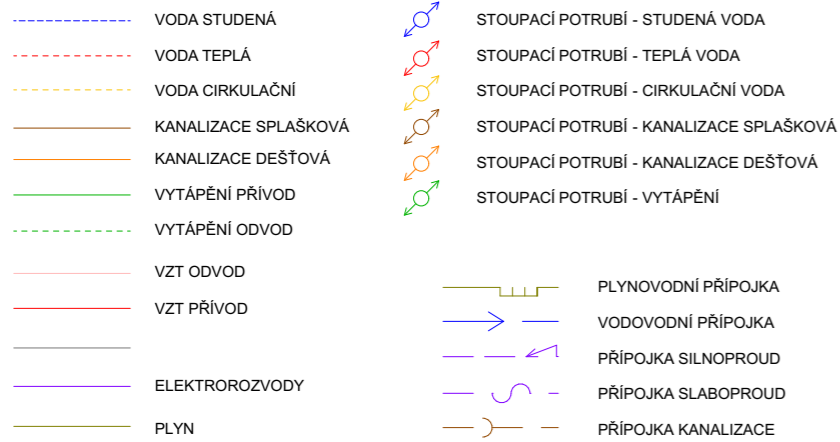 VODA STUDENÁ
VODA TEPLÁ
VODA CIRKULAČNÍ
KANALIZACE SPLAŠKOVÁ
KANALIZACE DEŠŤOVÁ
VYTÁPĚNÍ PŘÍVOD
VYTÁPĚNÍ ODVOD
VZT ODVOD
VZT PŘÍVOD
ELEKTROROZVODY
PLYN
STOUPACÍ POTRUBÍ - STUDENÁ VODA
STOUPACÍ POTRUBÍ - TEPLÁ VODA
STOUPACÍ POTRUBÍ - CIRKULAČNÍ VODA
STOUPACÍ POTRUBÍ - KANALIZACE SPLAŠKOVÁ
STOUPACÍ POTRUBÍ - KANALIZACE DEŠŤOVÁ
STOUPACÍ POTRUBÍ - VYTÁPĚNÍ
PLYNOVODNÍ PŘÍPOJKA
VODOVODNÍ PŘÍPOJKA
PŘÍPOJKA SILNOPROUD
PŘÍPOJKA SLABOPROUD
PŘÍPOJKA KANALIZACE